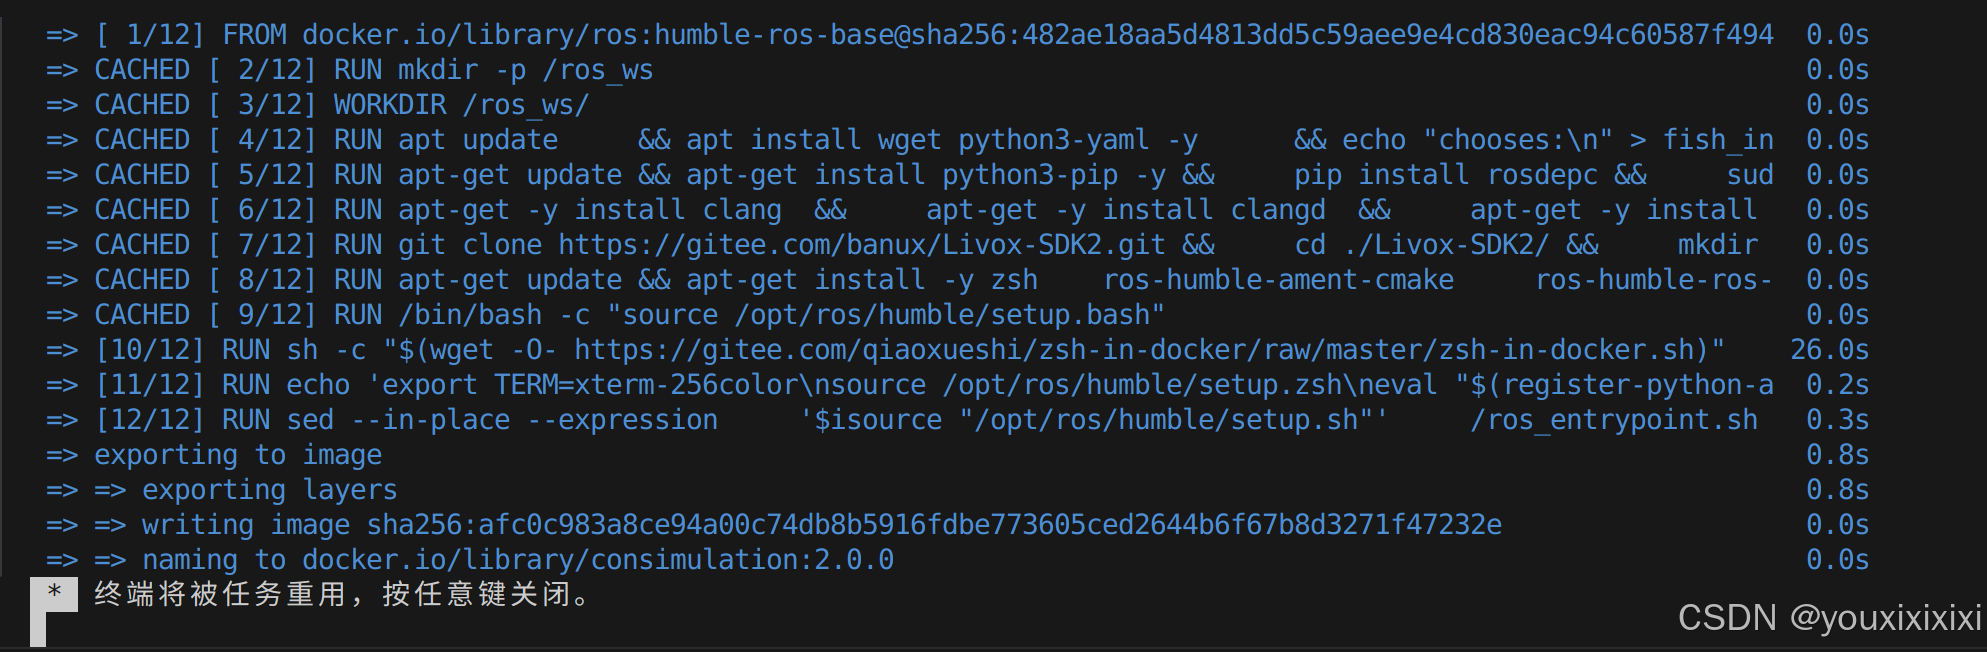 => [ 1/12] FROM docker.io/library/ros:humble-ros-base@sha256:482ae18aa5d4813dd5c59aee9e4cd830eac94c60587f494 0.0s
=> CACHED [ 2/12] RUN mkdir -p /ros_ws 0.0s
=> CACHED [ 3/12] WORKDIR /ros_ws/ 0.0s
=> CACHED [ 4/12] RUN apt update     && apt install wget python3-yaml -y      && echo "chooses:\n" > fish_in 0.0s
=> CACHED [ 5/12] RUN apt-get update && apt-get install python3-pip -y &&     pip install rosdepc &&     sud 0.0s
=> CACHED [ 6/12] RUN apt-get -y install clang  &&     apt-get -y install clangd  &&     apt-get -y install 0.0s
=> CACHED [ 7/12] RUN git clone https://gitee.com/banux/Livox-SDK2.git &&     cd ./Livox-SDK2/ &&     mkdir 0.0s
=> CACHED [ 8/12] RUN apt-get update && apt-get install -y zsh    ros-humble-ament-cmake     ros-humble-ros- 0.0s
=> CACHED [ 9/12] RUN /bin/bash -c "source /opt/ros/humble/setup.bash" 0.0s
=> [10/12] RUN sh -c "$(wget -O- https://gitee.com/qiaoxueshi/zsh-in-docker/raw/master/zsh-in-docker.sh)" 26.0s
=> [11/12] RUN echo 'export TERM=xterm-256color\nsource /opt/ros/humble/setup.zsh\neval "$(register-python-a 0.2s
=> [12/12] RUN sed --in-place --expression     '$isource "/opt/ros/humble/setup.sh"'     /ros_entrypoint.sh 0.3s
=> exporting to image 0.8s
=> => exporting layers 0.8s
=> => writing image sha256:afc0c983a8ce94a00c74db8b5916fdbe773605ced2644b6f67b8d3271f47232e 0.0s
=> => naming to docker.io/library/consimulation:2.0.0 0.0s
* 终端将被任务重用，按任意键关闭。
CSDN @youxixixixi